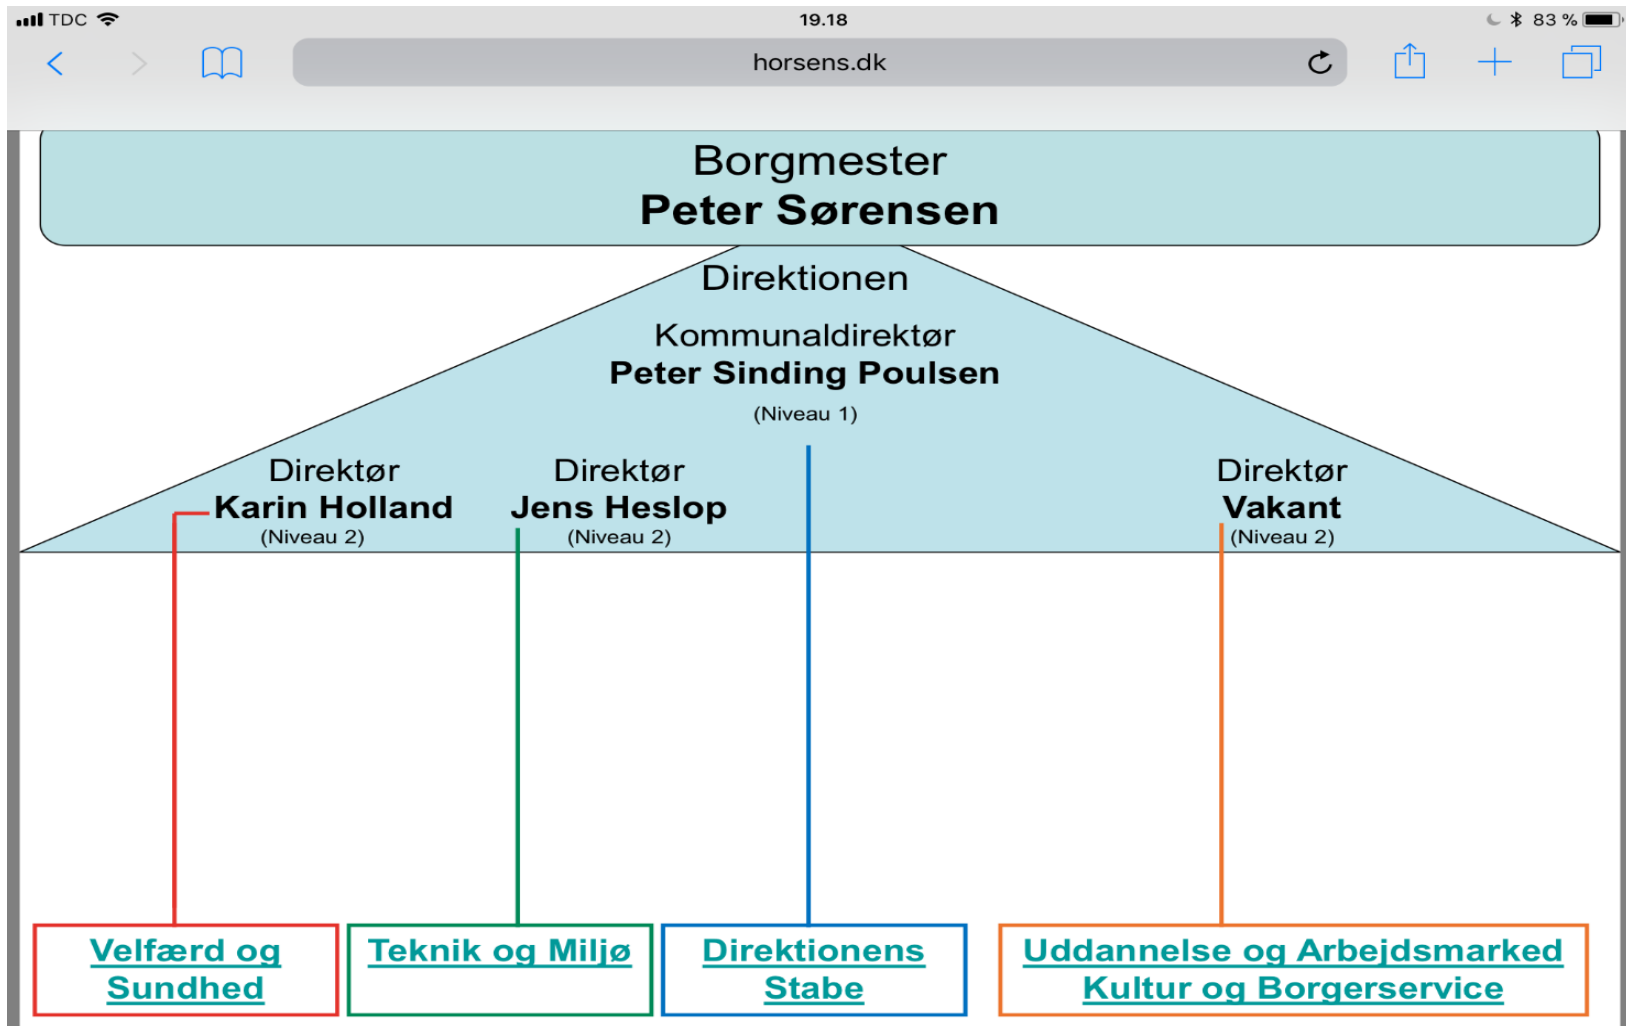 TDC
19.18
83 %
horsens.dk
Borgmester
Peter Sørensen
Direktionen
Kommunaldirektør
Peter Sinding Poulsen
(Niveau 1)
Direktør
Karin Holland
(Niveau 2)
Direktør
Jens Heslop
(Niveau 2)
Direktør
Vakant
(Niveau 2)
Velfærd og
Sundhed
Teknik og Miljø
Direktionens
Stabe
Uddannelse og Arbejdsmarked
Kultur og Borgerservice